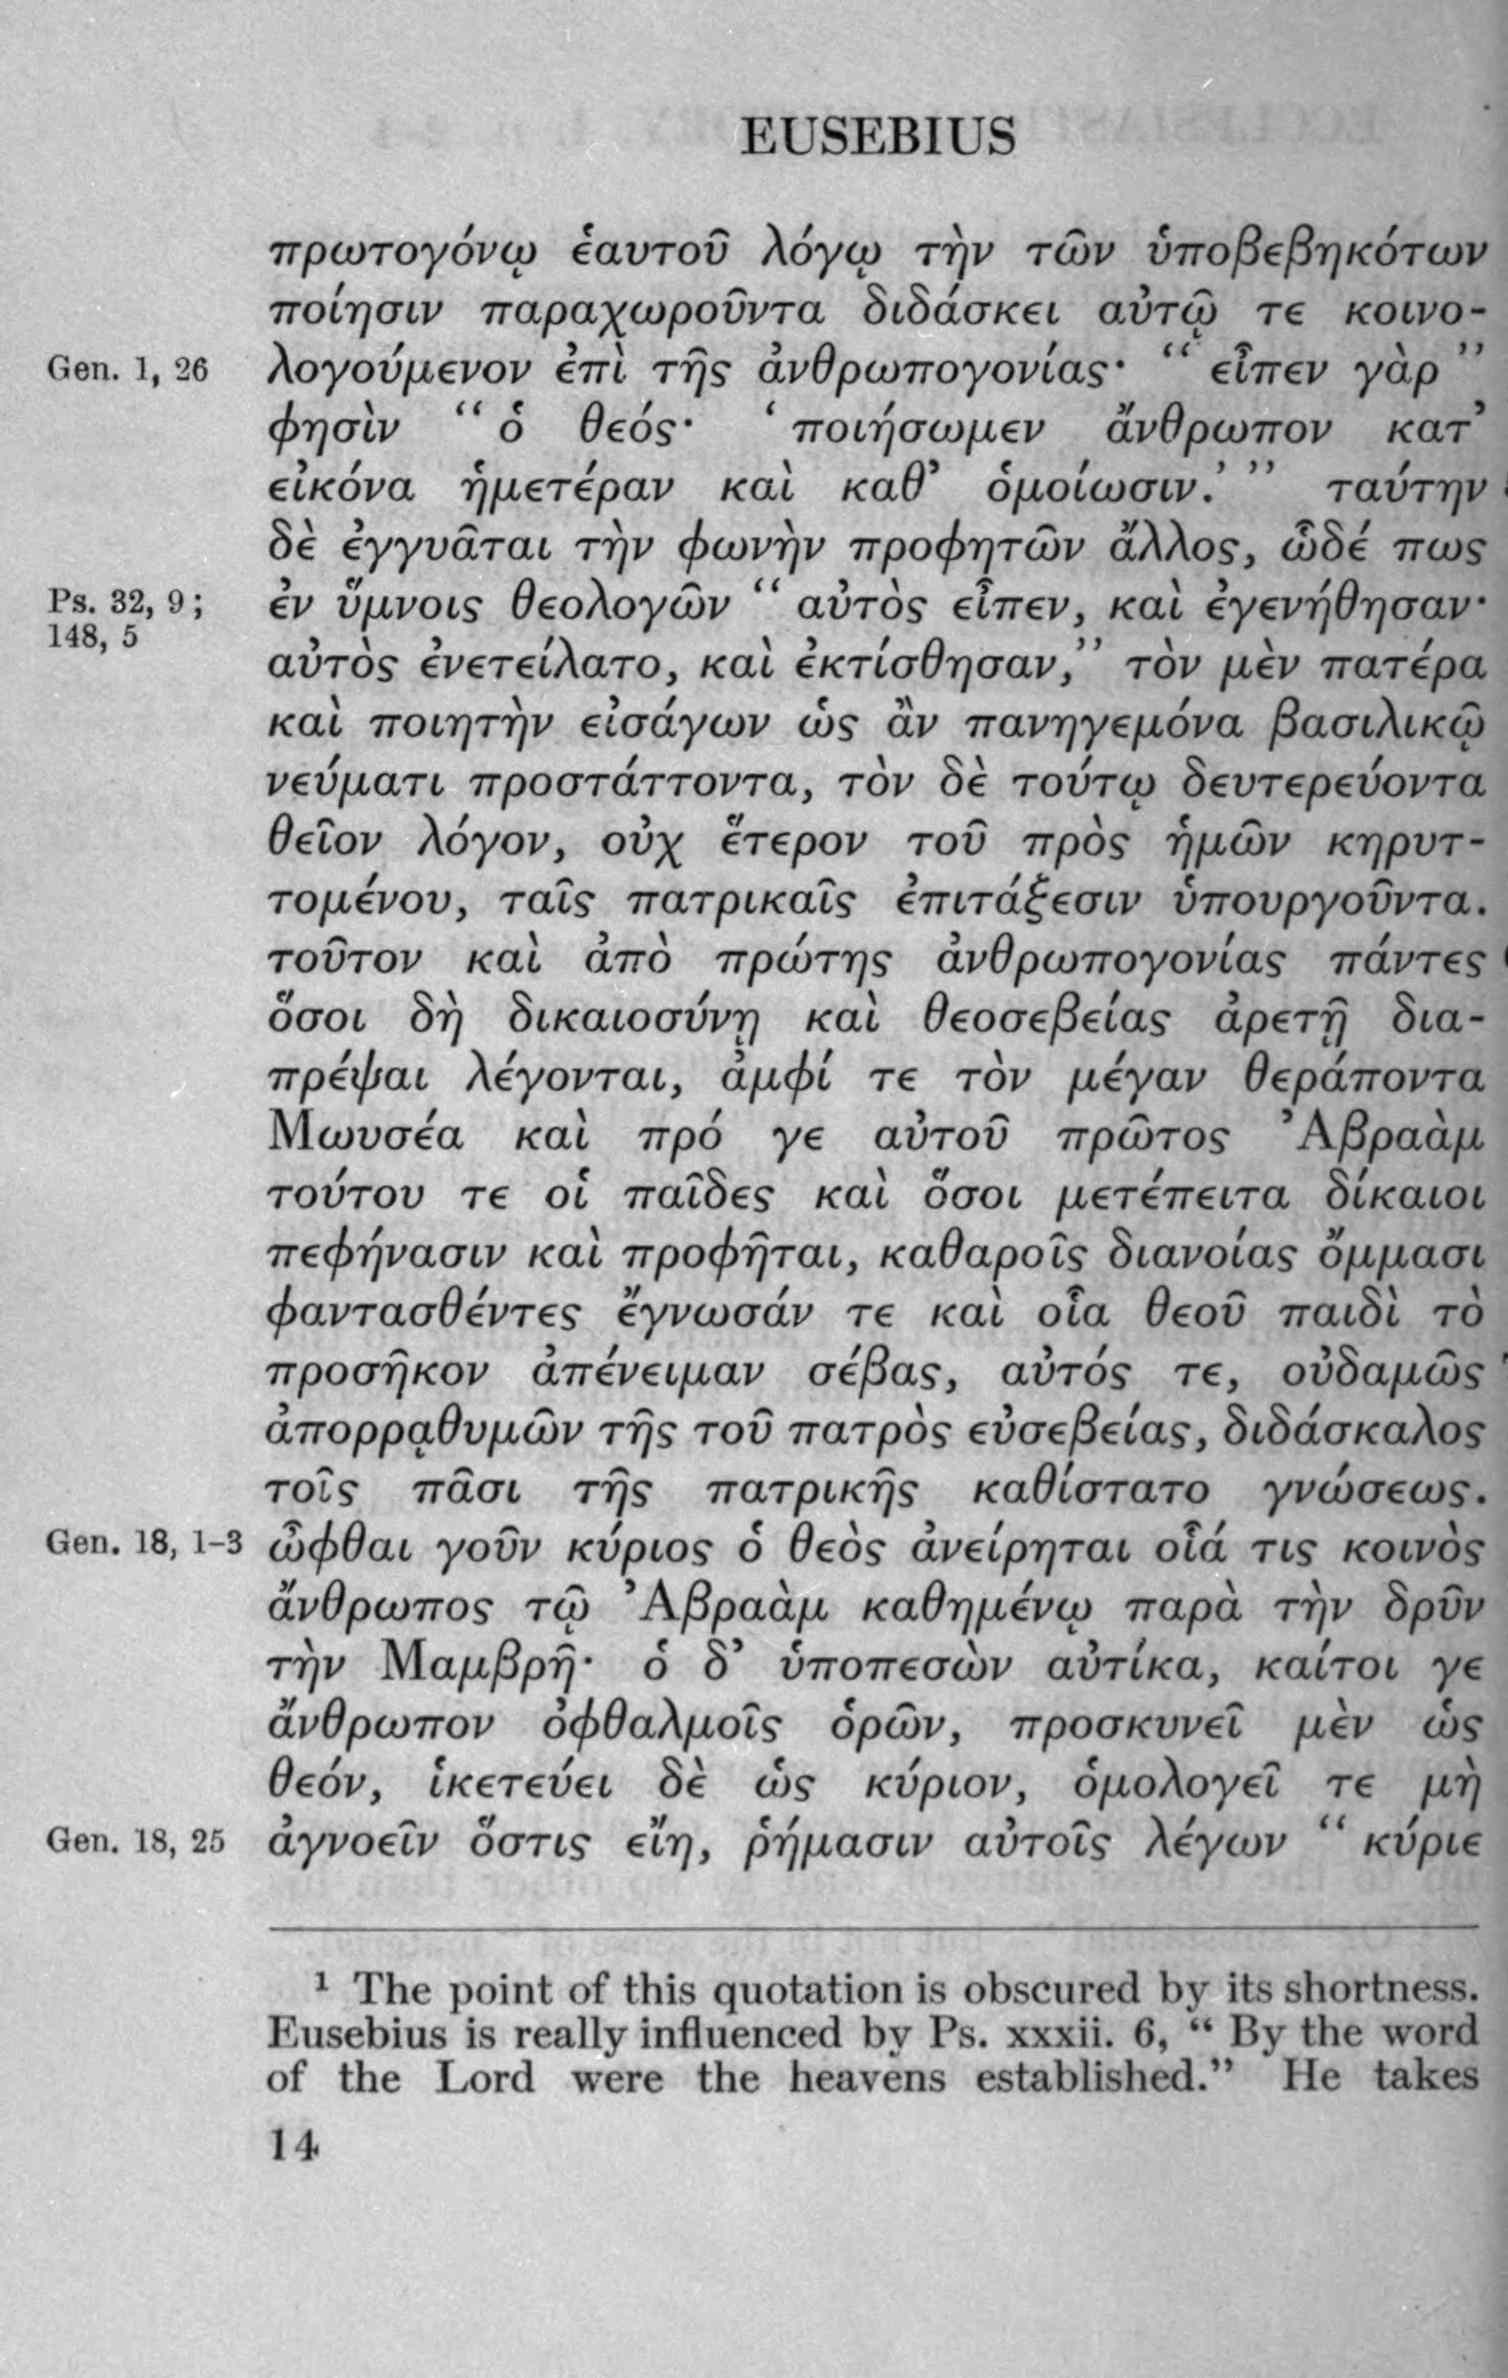 EUSEBIUS
πρωτογόνῳ ἑαυτοῦ λόγῳ τὴν τῶν ὑποβεβηκότων
ποίησιν παραχωροῦντα διδάσκει αὐτῷ τε κοινο-
Gen. 1, 26 λογούμενον ἐπὶ τῆς ἀνθρωπογονίας· “ εἶπεν γὰρ ”
φησὶν “ ὁ θεός· ‘ ποιήσωμεν ἄνθρωπον κατ’
εἰκόνα ἡμετέραν καὶ καθ’ ὁμοίωσιν.’ ” ταύτην
δὲ ἐγγυᾶται τὴν φωνὴν προφητῶν ἄλλος, ὧδέ πως
Ps. 32, 9; ἐν ὕμνοις θεολογῶν “ αὐτὸς εἶπεν, καὶ ἐγενήθησαν·
148, 5
αὐτὸς ἐνετείλατο, καὶ ἐκτίσθησαν,” τὸν μὲν πατέρα
καὶ ποιητὴν εἰσάγων ὡς ἂν πανηγεμόνα βασιλικῷ
νεύματι προστάττοντα, τὸν δὲ τούτῳ δευτερεύοντα
θεῖον λόγον, οὐχ ἕτερον τοῦ πρὸς ἡμῶν κηρυτ-
τομένου, ταῖς πατρικαῖς ἐπιτάξεσιν ὑπουργοῦντα.
τοῦτον καὶ ἀπὸ πρώτης ἀνθρωπογονίας πάντες
ὅσοι δὴ δικαιοσύνῃ καὶ θεοσεβείας ἀρετῇ δια-
πρέψαι λέγονται, ἀμφί τε τὸν μέγαν θεράποντα
Μωυσέα καὶ πρό γε αὐτοῦ πρῶτος Ἀβραὰμ
τούτου τε οἱ παῖδες καὶ ὅσοι μετέπειτα δίκαιοι
πεφήνασιν καὶ προφῆται, καθαροῖς διανοίας ὄμμασι
φαντασθέντες ἔγνωσάν τε καὶ οἷα θεοῦ παιδὶ τὸ
προσῆκον ἀπένειμαν σέβας, αὐτός τε, οὐδαμῶς
ἀπορρᾳθυμῶν τῆς τοῦ πατρὸς εὐσεβείας, διδάσκαλος
τοῖς πᾶσι τῆς πατρικῆς καθίστατο γνώσεως.
Gen. 18, 1-3 ὦφθαι γοῦν κύριος ὁ θεὸς ἀνείρηται οἷά τις κοινὸς
ἄνθρωπος τῷ Ἀβραὰμ καθημένῳ παρὰ τὴν δρῦν
τὴν Μαμβρῆ· ὁ δ’ ὑποπεσὼν αὐτίκα, καίτοι γε
ἄνθρωπον ὀφθαλμοῖς ὁρῶν, προσκυνεῖ μὲν ὡς
θεόν, ἱκετεύει δὲ ὡς κύριον, ὁμολογεῖ τε μὴ
Gen. 18, 25 ἀγνοεῖν ὅστις εἴη, ῥήμασιν αὐτοῖς λέγων “ κύριε
¹ The point of this quotation is obscured by its shortness.
Eusebius is really influenced by Ps. xxxii. 6, “ By the word
of the Lord were the heavens established.” He takes
14